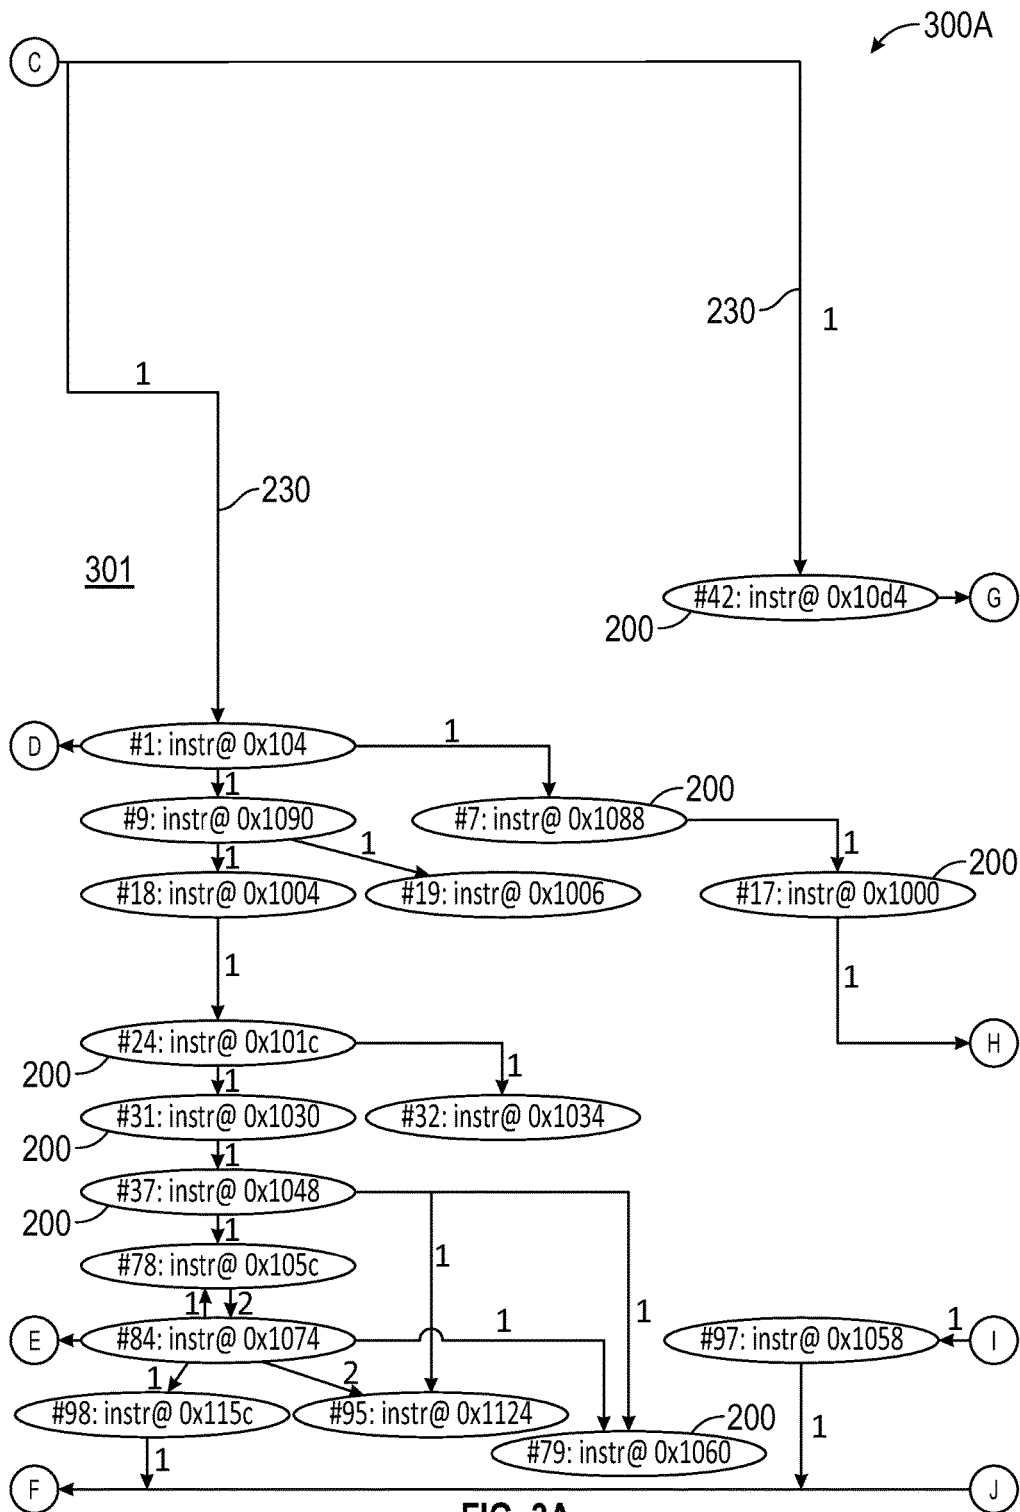 300A
C
230
1
1
230
301
#42: instr@ 0x10d4
G
200
D
#1: instr@ 0x104
1
1
200
#9: instr@ 0x1090
#7: instr@ 0x1088
1
1
1
200
#18: instr@ 0x1004
#19: instr@ 0x1006
#17: instr@ 0x1000
1
1
#24: instr@ 0x101c
H
200
1
1
#31: instr@ 0x1030
#32: instr@ 0x1034
200
1
#37: instr@ 0x1048
200
1
1
#78: instr@ 0x105c
1
2
1
1
1
E
#84: instr@ 0x1074
#97: instr@ 0x1058
I
1
2
#98: instr@ 0x115c
#95: instr@ 0x1124
200
1
1
#79: instr@ 0x1060
F
J